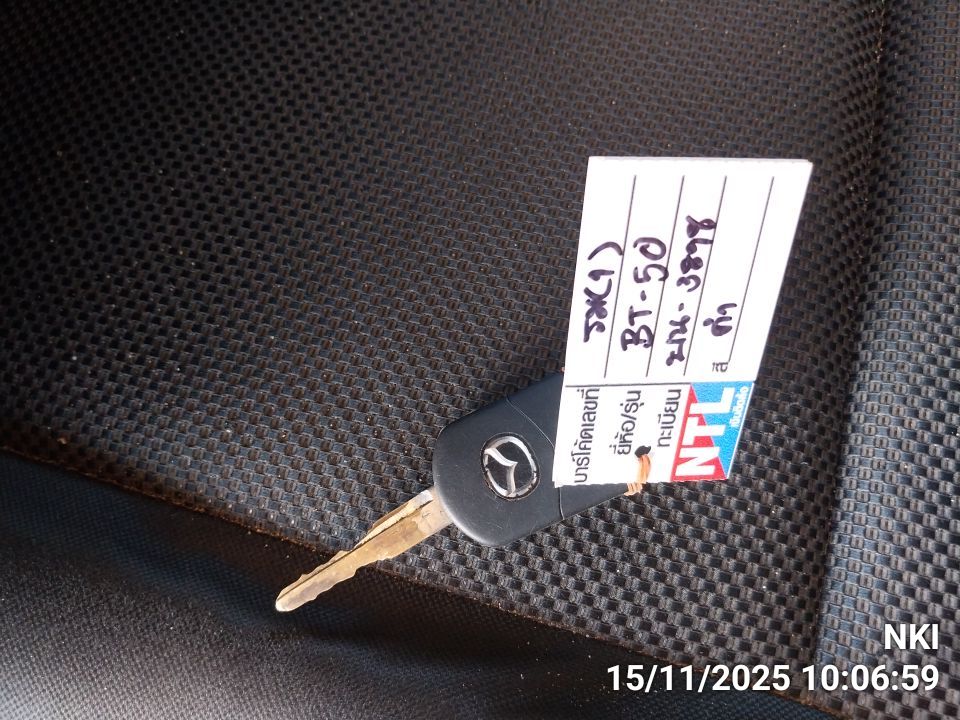 บาร์โค้ดเลขที่
ยี่ห้อ/รุ่น BT-50
ทะเบียน
สี ดำ
NTL
NKI
15/11/2025 10:06:59